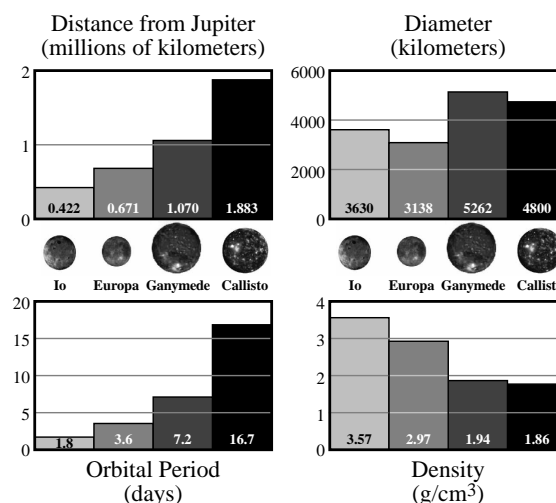 Distance from Jupiter
(millions of kilometers)
2
1
0
0.422 0.671 1.070 1.883
Diameter
(kilometers)
6000
4000
2000
0
3630 3138 5262 4800
Io Europa Ganymede Callisto
Io Europa Ganymede Callist
20
15
10
5
0
1.8 3.6 7.2 16.7
Orbital Period
(days)
4
3
2
1
0
3.57 2.97 1.94 1.86
Density
(g/cm³)